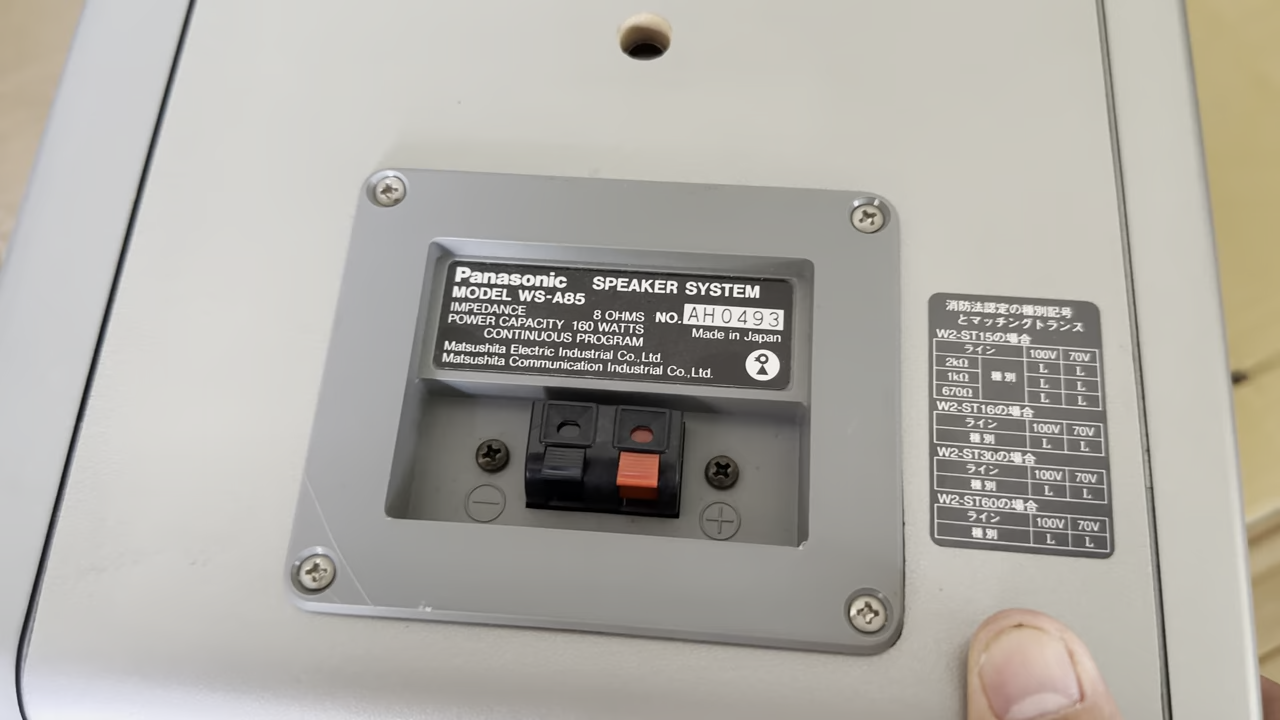 Panasonic SPEAKER SYSTEM
MODEL WS-A85
IMPEDANCE 8 OHMS NO. AH0493
POWER CAPACITY 160 WATTS Made in Japan
CONTINUOUS PROGRAM
Matsushita Electric Industrial Co., Ltd.
Matsushita Communication Industrial Co., Ltd.
− +
消防法認定の種別記号
とマッチングトランス
W2-ST15の場合
ライン 100V 70V
2kΩ 種別 L L
1kΩ L L
670Ω L L
W2-ST16の場合
ライン 100V 70V
種別 L L
W2-ST30の場合
ライン 100V 70V
種別 L L
W2-ST60の場合
ライン 100V 70V
種別 L L